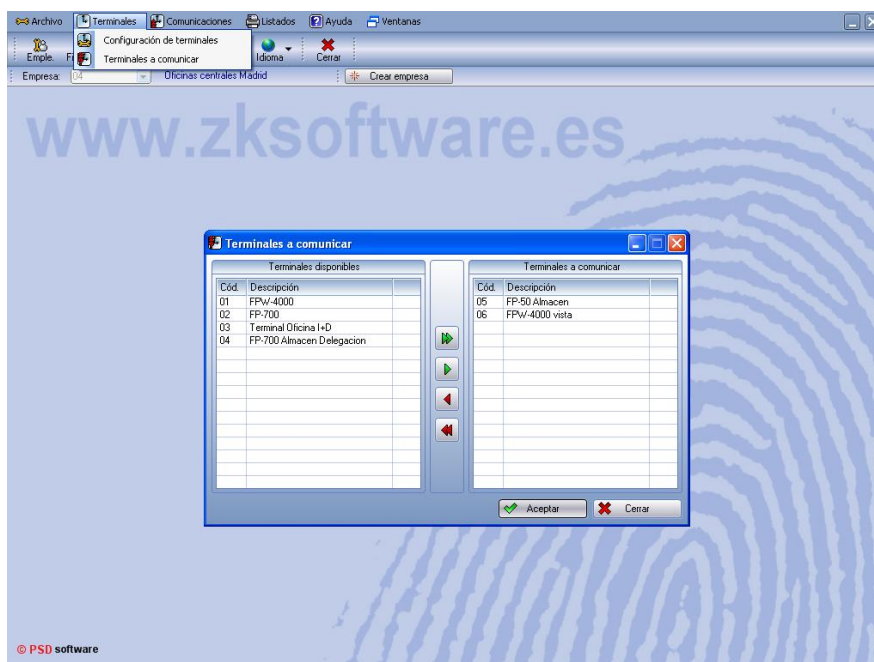 Archivo Terminales Comunicaciones Listados Ayuda Ventanas
Configuración de terminales
Terminales a comunicar
Emple. F Idioma Cerrar
Empresa: 04 Oficinas centrales Madrid Crear empresa
www.zksoftware.es
Terminales a comunicar
Terminales disponibles
Cód. Descripción
01 FPW-4000
02 FP-700
03 Terminal Oficina I+D
04 FP-700 Almacen Delegacion
Terminales a comunicar
Cód. Descripción
05 FP-50 Almacen
06 FPW-4000 vista
Aceptar Cerrar
© PSD software